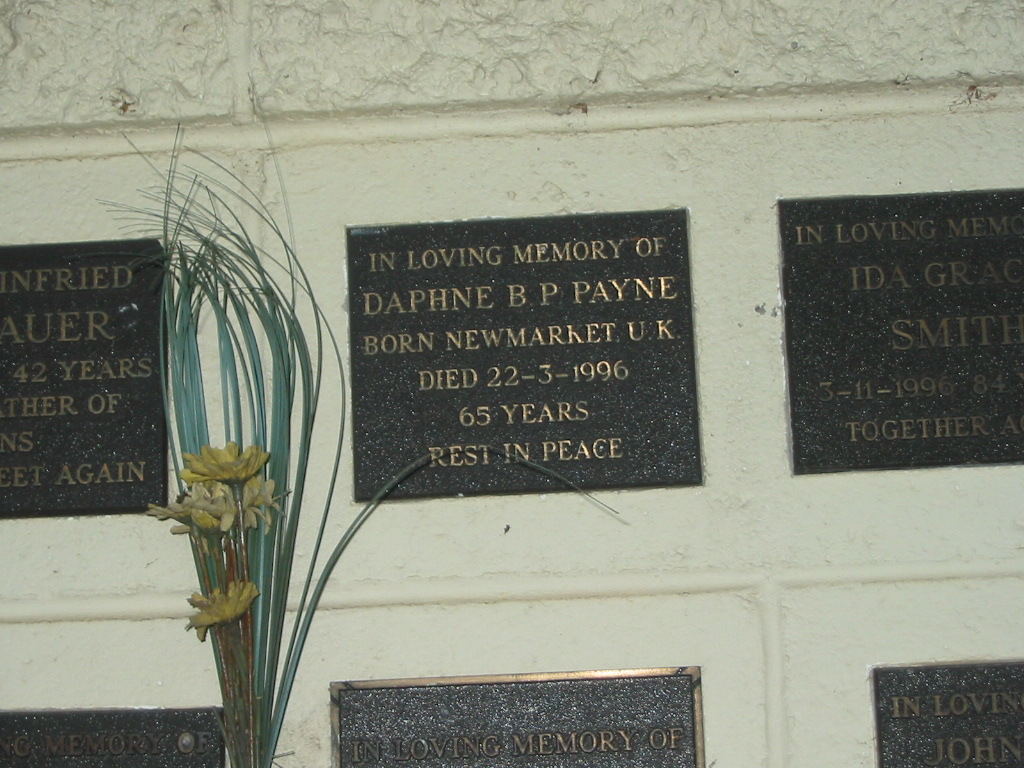 INFRIED
AUER
42 YEARS
ATHER OF
NS
EET AGAIN
IN LOVING MEMORY OF
DAPHNE B. P. PAYNE
BORN NEWMARKET. U. K.
DIED 22-3-1996
65 YEARS
REST IN PEACE
IN LOVING MEMO
IDA GRAC
SMITH
3-11-1996 84
TOGETHER AG
NG MEMORY OF
IN LOVING MEMORY OF
IN LOVING
JOHN